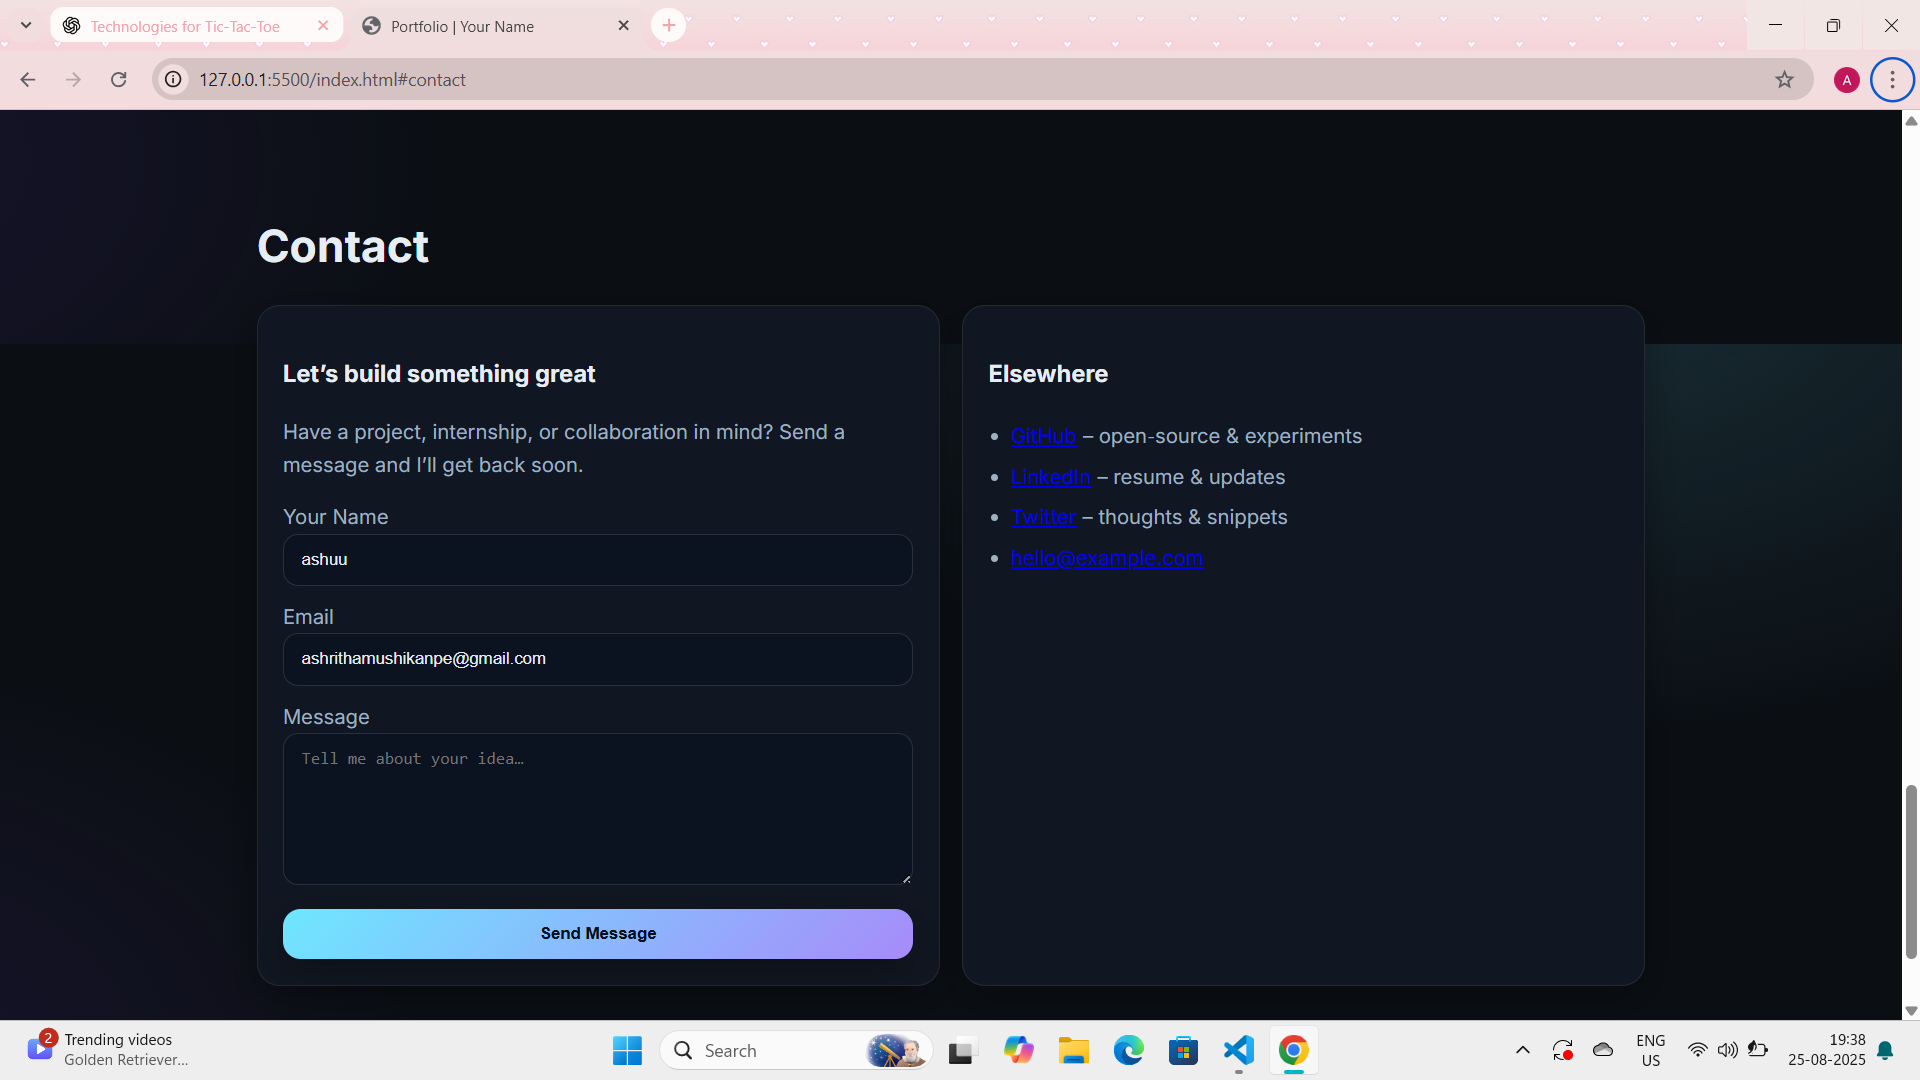 Technologies for Tic-Tac-Toe
Portfolio | Your Name
127.0.0.1:5500/index.html#contact
A
Contact
Let’s build something great
Have a project, internship, or collaboration in mind? Send a
message and I’ll get back soon.
Your Name
ashuu
Email
ashrithamushikanpe@gmail.com
Message
Tell me about your idea…
Send Message
Elsewhere
GitHub – open-source & experiments
LinkedIn – resume & updates
Twitter – thoughts & snippets
hello@example.com
2
Trending videos
Golden Retriever...
Search
ENG
US
19:38
25-08-2025